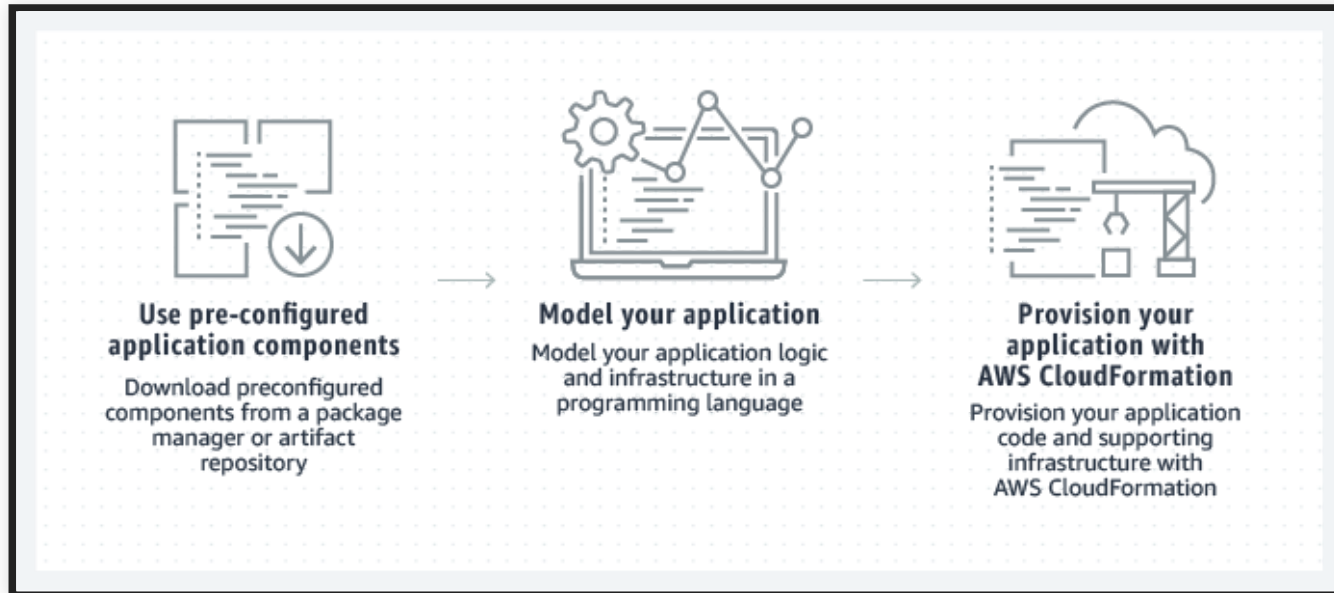 Use pre-configured
application components
Download preconfigured
components from a package
manager or artifact
repository
Model your application
Model your application logic
and infrastructure in a
programming language
Provision your
application with
AWS CloudFormation
Provision your application
code and supporting
infrastructure with
AWS CloudFormation